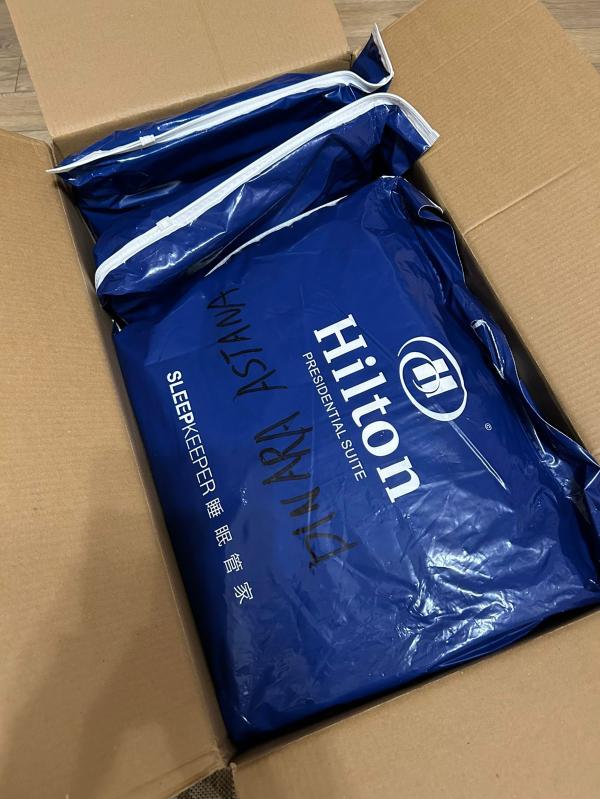 H
®
Hilton
PRESIDENTIAL SUITE
DINARA ASTANA
SLEEPKEEPER 睡眠管家